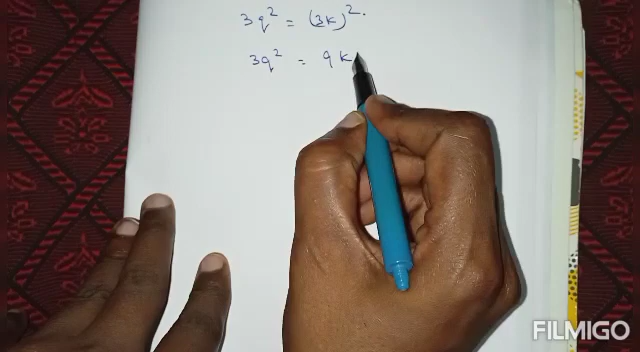 3q² = (3k)².
3q² = 9k
FILMIGO